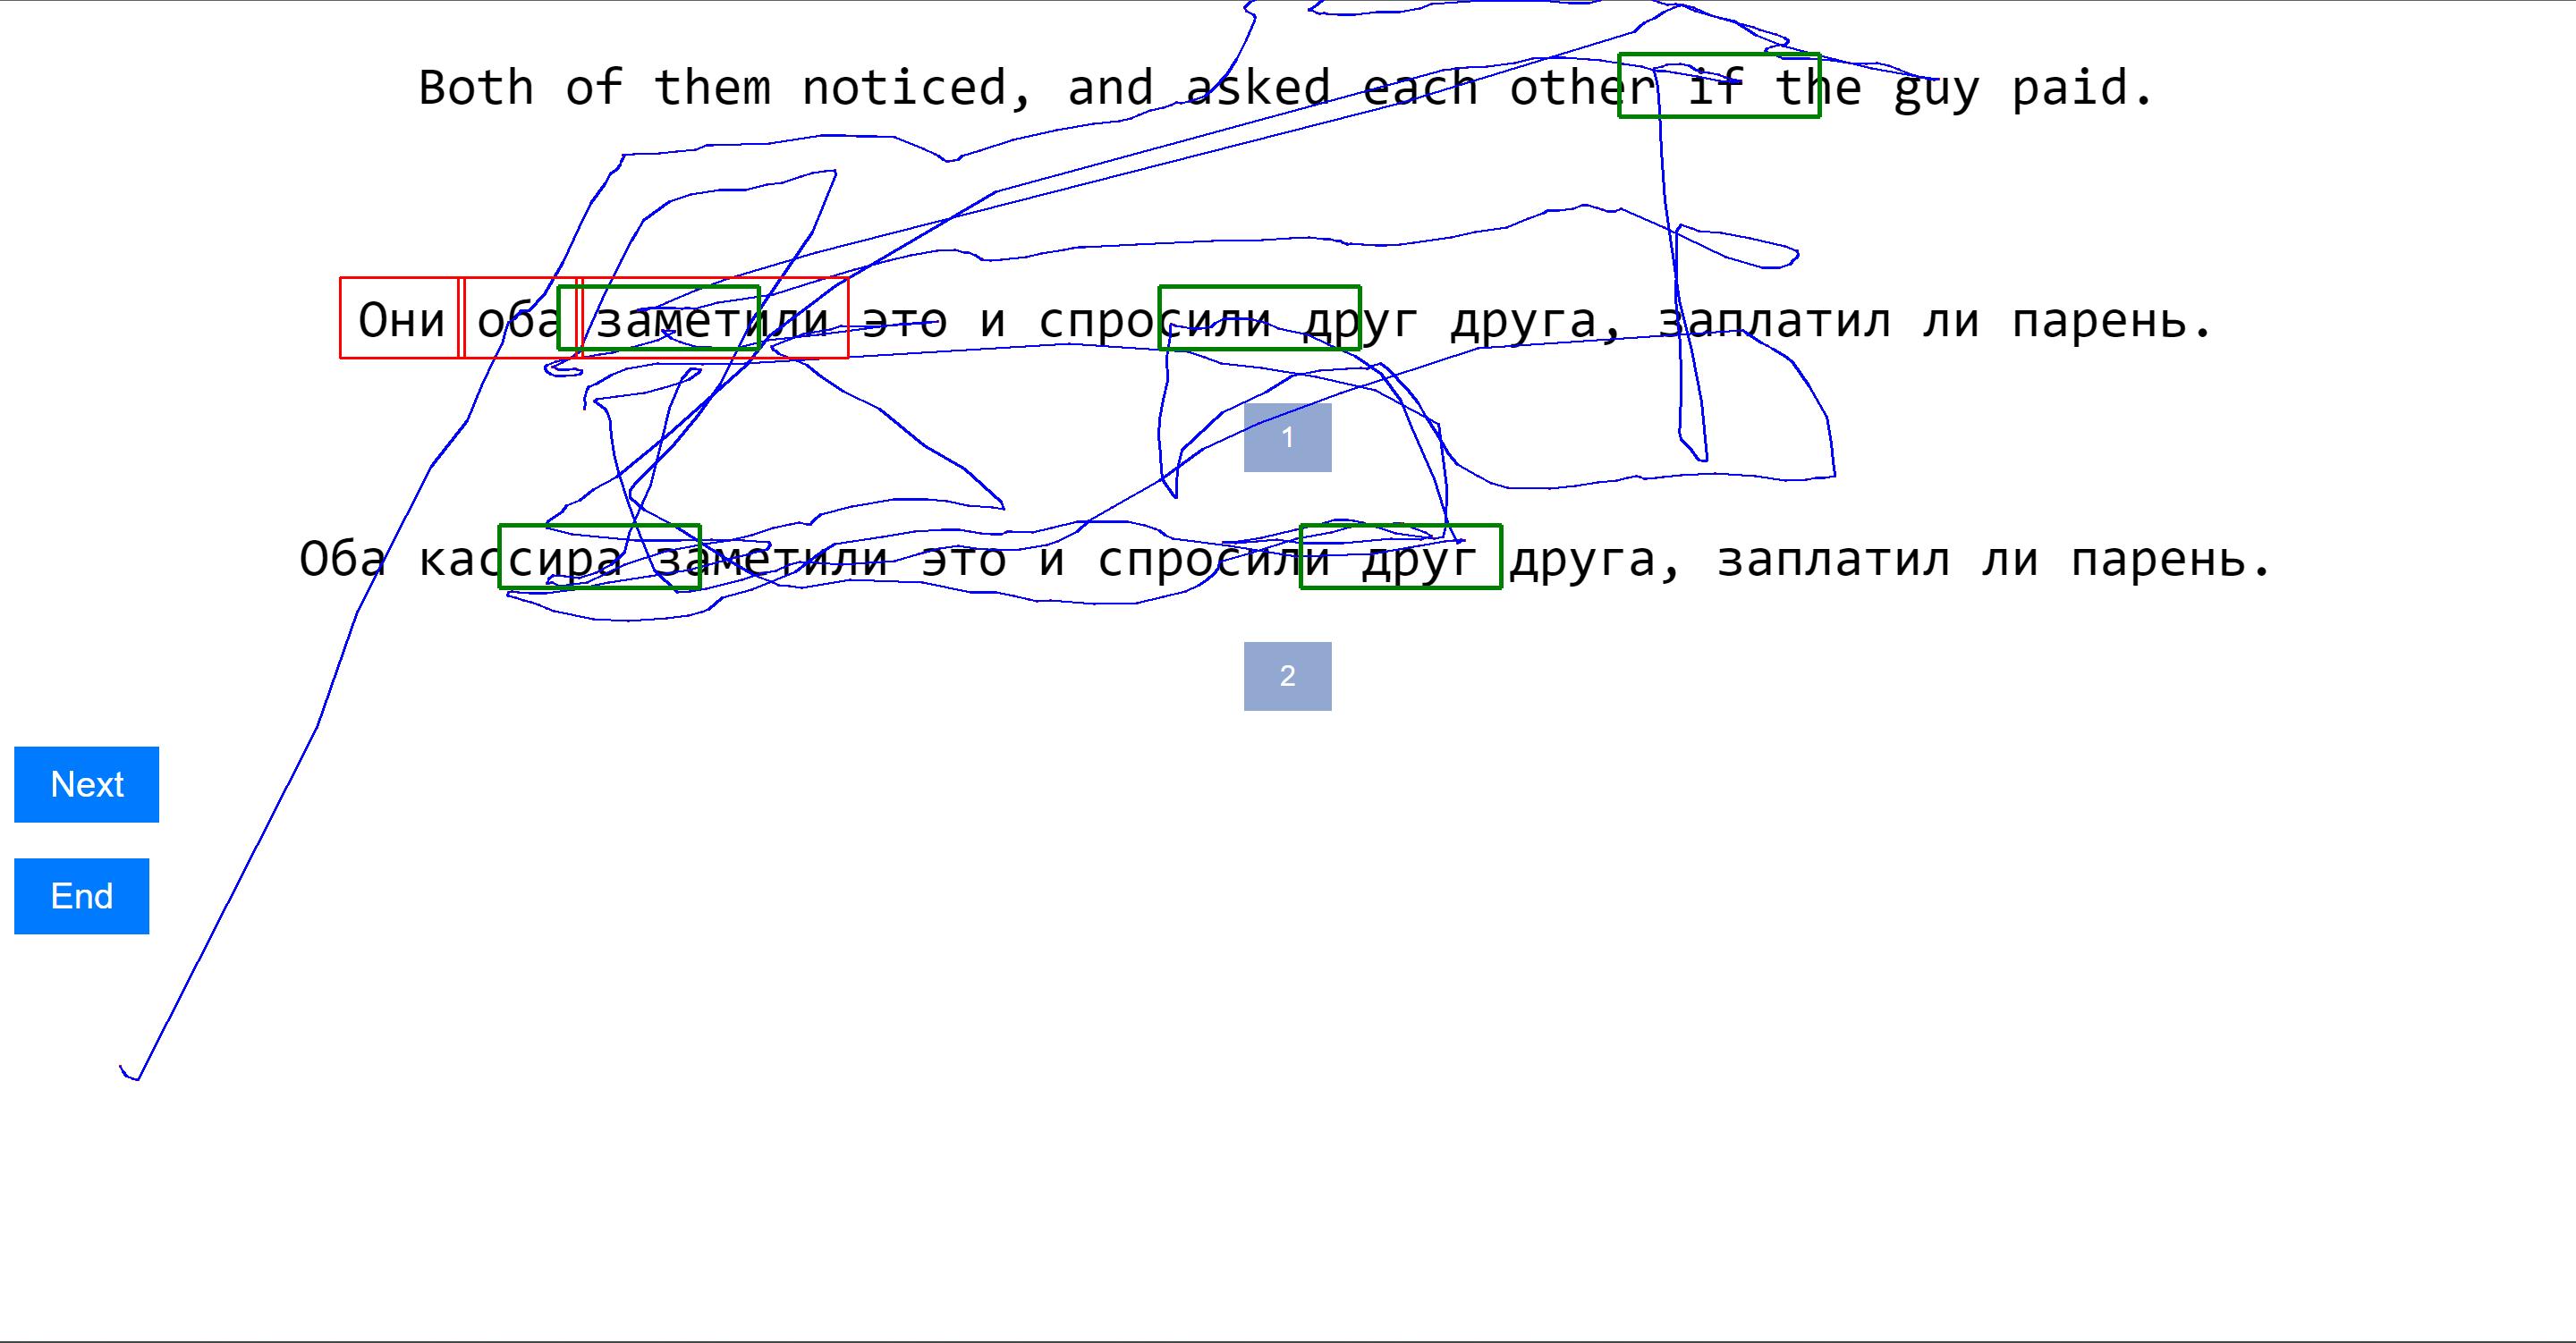 Both of them noticed, and asked each other if the guy paid.
Они оба заметили это и спросили друг друга, заплатил ли парень.
1
Оба кассира заметили это и спросили друг друга, заплатил ли парень.
2
Next
End